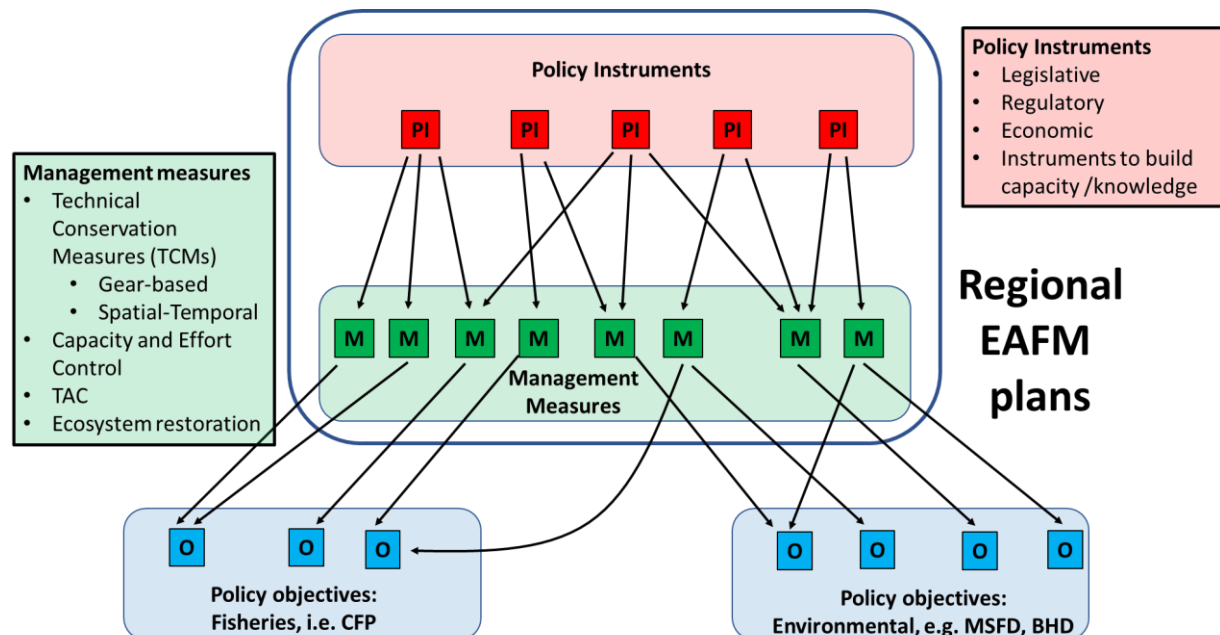 Policy Instruments
PI PI PI PI PI
Policy Instruments
• Legislative
• Regulatory
• Economic
• Instruments to build
capacity /knowledge
Management measures
• Technical
Conservation
Measures (TCMs)
• Gear-based
• Spatial-Temporal
• Capacity and Effort
Control
• TAC
• Ecosystem restoration
M M M M M M M M
Management
Measures
Regional
EAFM
plans
O O O
Policy objectives:
Fisheries, i.e. CFP
O O O O
Policy objectives:
Environmental, e.g. MSFD, BHD